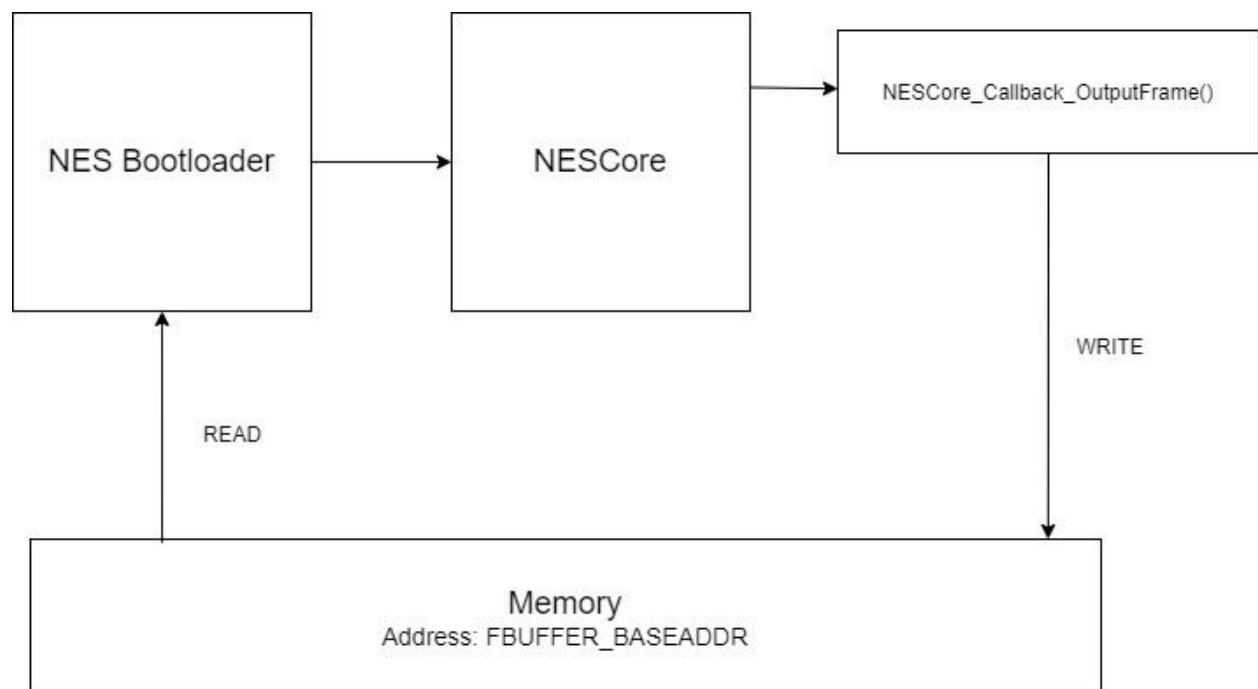 NES Bootloader
NESCore
NESCore_Callback_OutputFrame()
WRITE
READ
Memory
Address: FBUFFER_BASEADDR